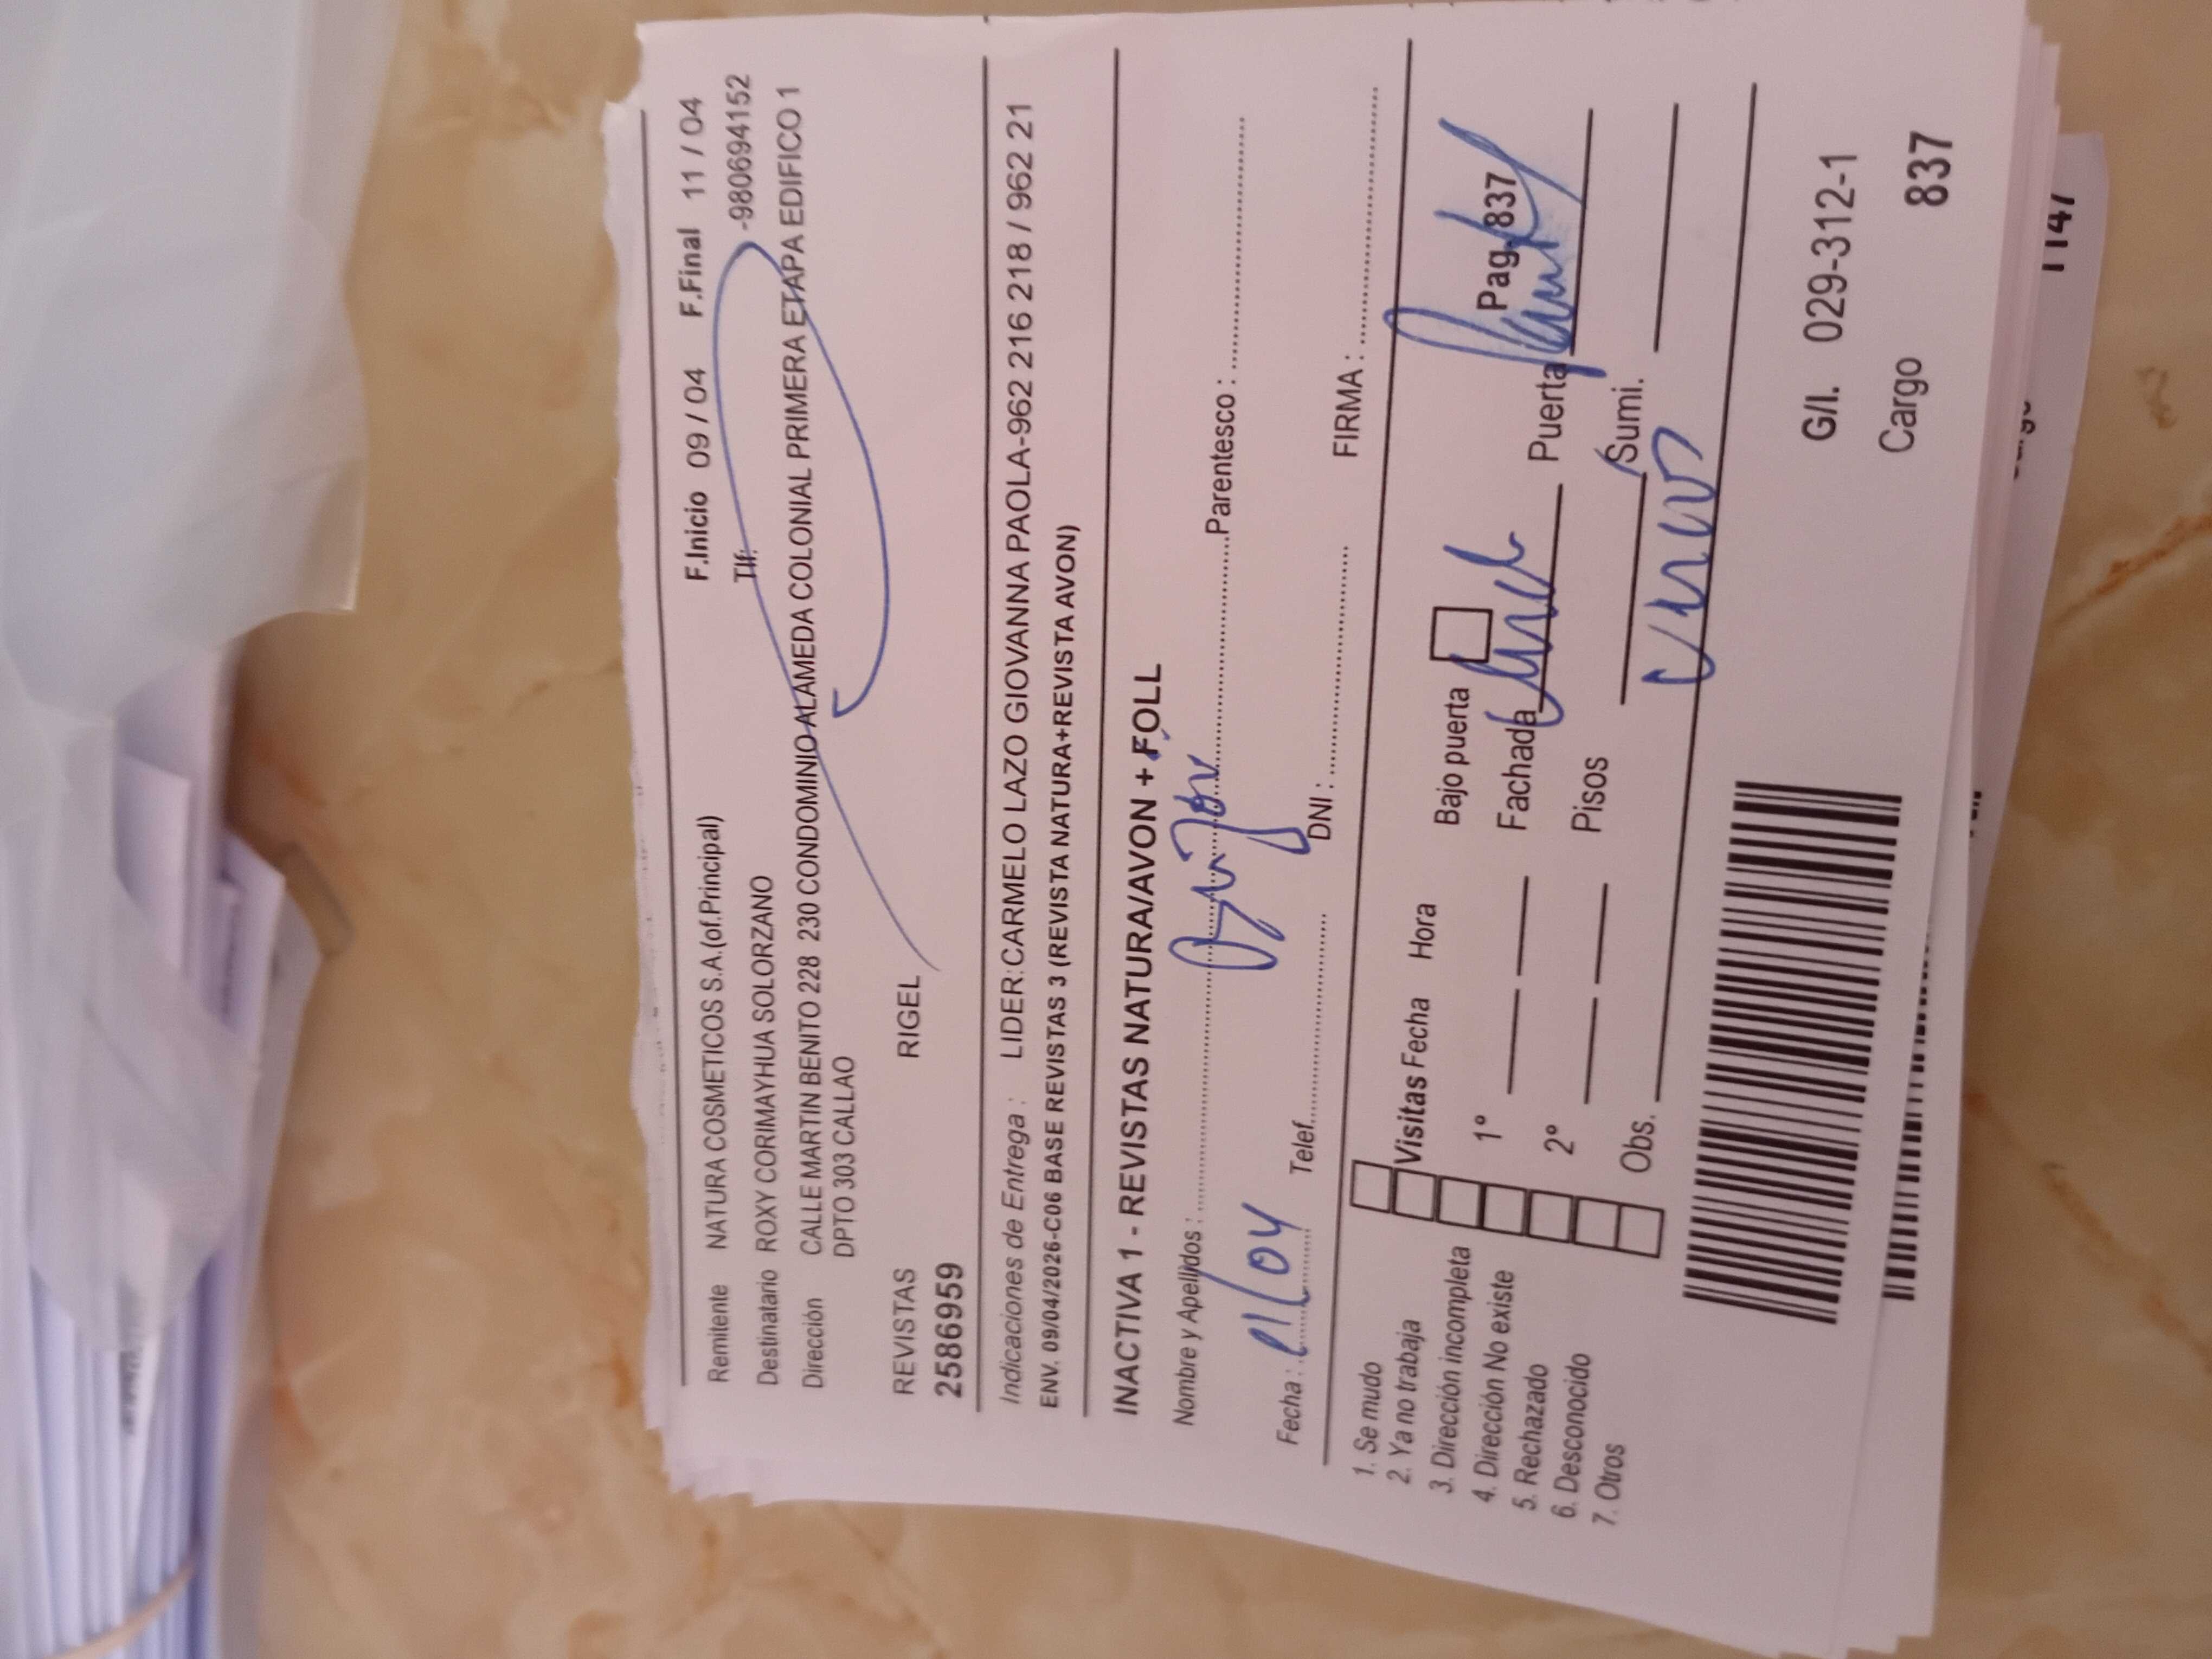 F.Inicio 09 / 04 F.Final 11 / 04
Remitente NATURA COSMETICOS S.A.(of.Principal) Tlf: -980694152
Destinatario ROXY CORIMAYHUA SOLORZANO
Dirección CALLE MARTIN BENITO 228 230 CONDOMINIO ALAMEDA COLONIAL PRIMERA ETAPA EDIFICO 1
DPTO 303 CALLAO
REVISTAS RIGEL
2586959
Indicaciones de Entrega : LIDER:CARMELO LAZO GIOVANNA PAOLA-962 216 218 / 962 21
ENV. 09/04/2026-C06 BASE REVISTAS 3 (REVISTA NATURA+REVISTA AVON)
INACTIVA 1 - REVISTAS NATURA/AVON + FOLL
Nombre y Apellidos : Parentesco :
Fecha : 11/04 Telef. DNI : FIRMA :
1. Se mudo
2. Ya no trabaja
3. Dirección incompleta
4. Dirección No existe
5. Rechazado
6. Desconocido
7. Otros
Visitas Fecha Hora Bajo puerta
1º Fachada Puerta Pag. 837
2º Pisos Sumi.
Obs.
G/I. 029-312-1
Cargo 837
1147